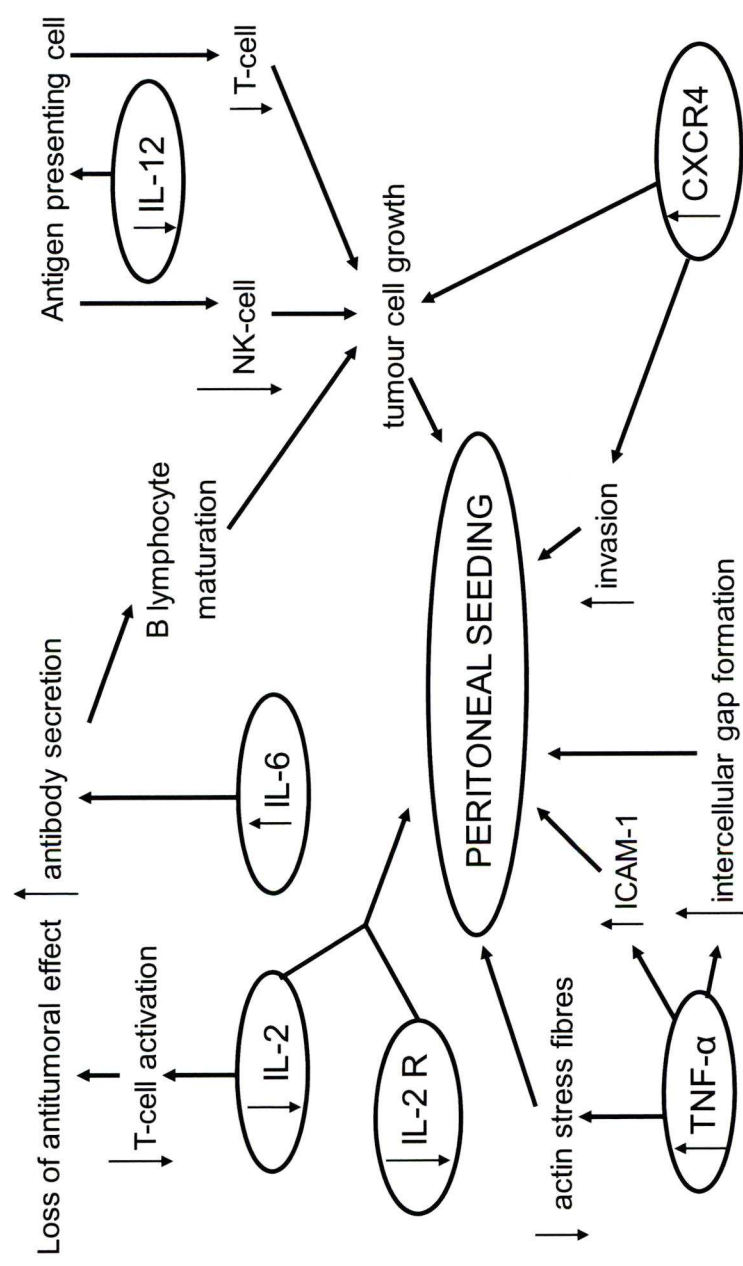 Loss of antitumoral effect
antibody secretion
Antigen presenting cell
T-cell activation
B lymphocyte
maturation
IL-12
NK-cell
T-cell
IL-2
IL-6
IL-2 R
tumour cell growth
PERITONEAL SEEDING
actin stress fibres
ICAM-1
invasion
TNF-α
intercellular gap formation
CXCR4